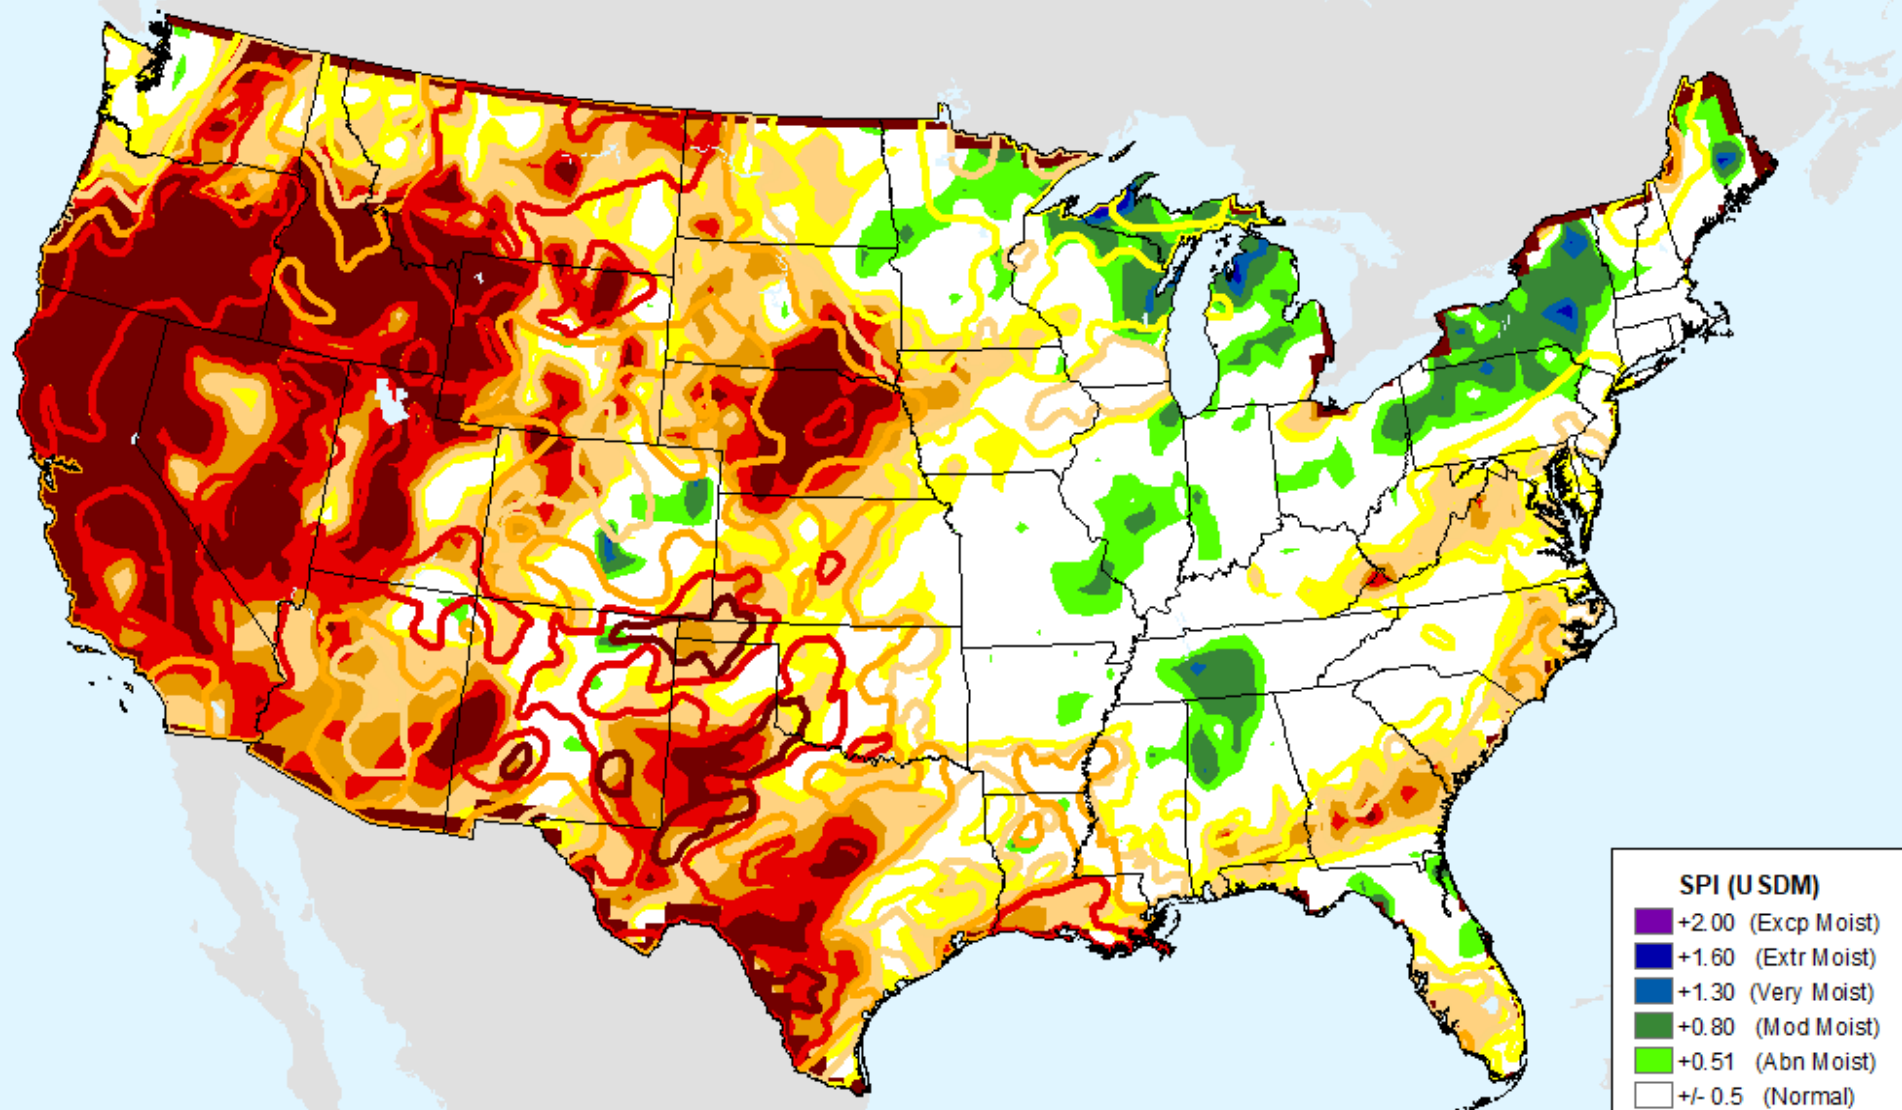 SPI (USDM)
+2.00 (Excp Moist)
+1.60 (Extr Moist)
+1.30 (Very Moist)
+0.80 (Mod Moist)
+0.51 (Abn Moist)
+/- 0.5 (Normal)